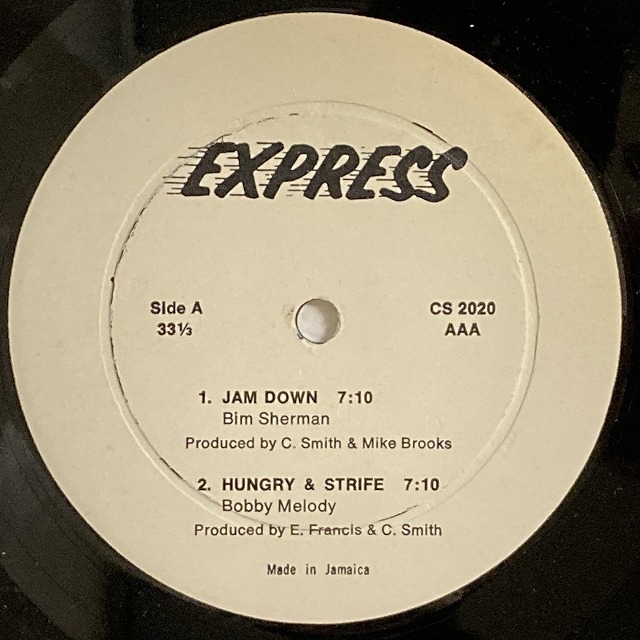 EXPRESS
Side A
33⅓
CS 2020
AAA
1. JAM DOWN 7:10
Bim Sherman
Produced by C. Smith & Mike Brooks
2. HUNGRY & STRIFE 7:10
Bobby Melody
Produced by E. Francis & C. Smith
Made in Jamaica